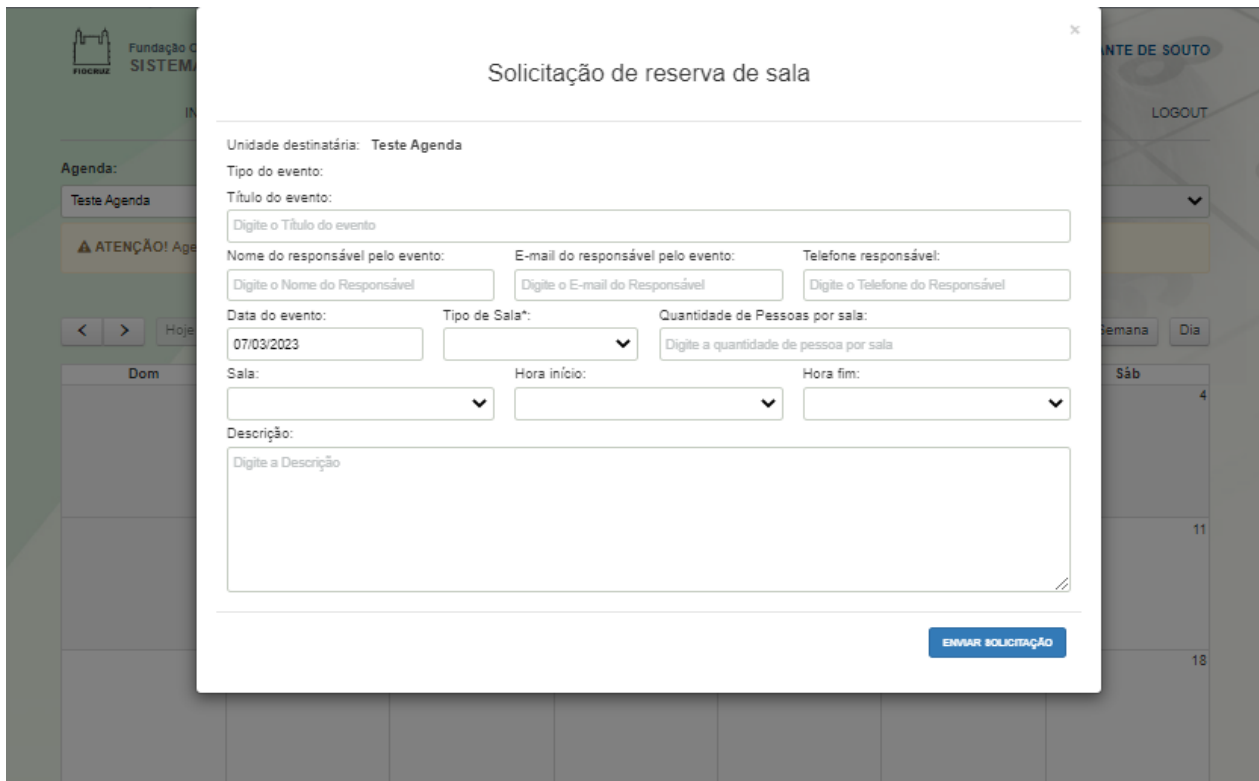 ×
Fundação
FIOCRUZ
SISTEMA
ANTE DE SOUTO
Solicitação de reserva de sala
LOGOUT
Unidade destinatária: Teste Agenda
Agenda:
Tipo do evento:
Título do evento:
Teste Agenda
Digite o Título do evento
ATENÇÃO!
Nome do responsável pelo evento: E-mail do responsável pelo evento: Telefone responsável:
Digite o Nome do Responsável Digite o E-mail do Responsável Digite o Telefone do Responsável
Data do evento: Tipo de Sala*: Quantidade de Pessoas por sala:
< > Hoje Semana Dia
07/03/2023 Digite a quantidade de pessoa por sala
Dom Sáb
Sala: Hora início: Hora fim:
4
Descrição:
Digite a Descrição
11
ENVIAR SOLICITAÇÃO
18